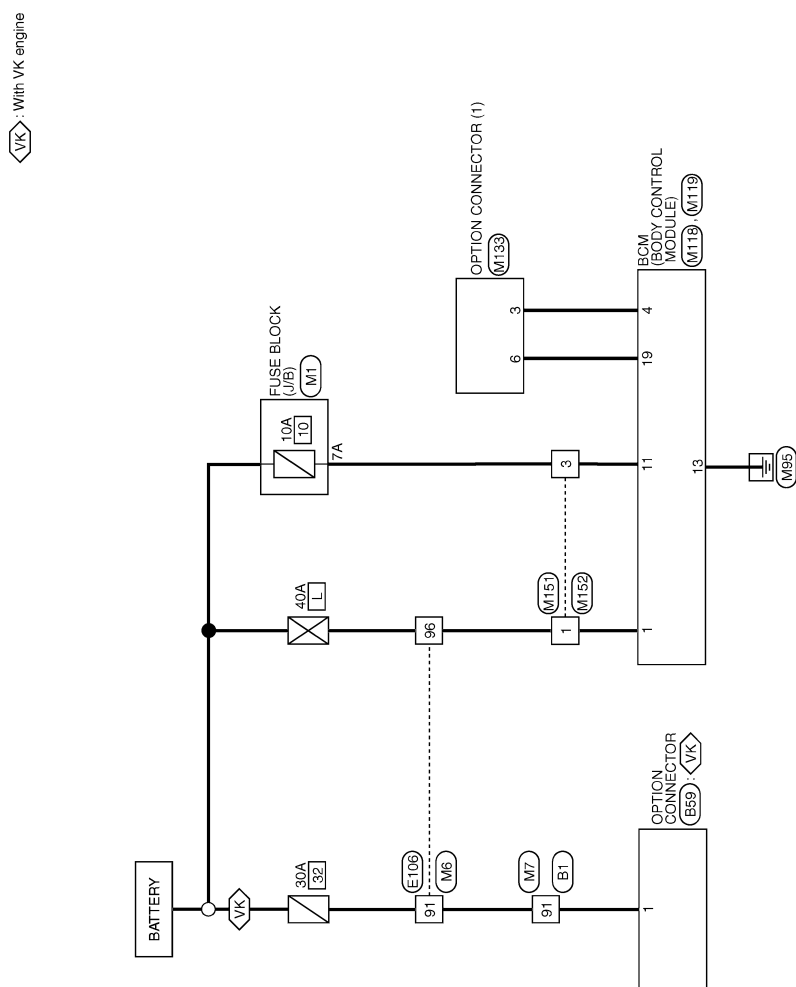 VK : With VK engine
BATTERY
VK
30A
32
91
E106
M6
91
M7
B1
1
OPTION
CONNECTOR
B59 : VK
40A
L
96
1
M151
M152
1
FUSE BLOCK
(J/B)
M1
10A
10
7A
3
11
OPTION CONNECTOR (1)
M133
6
3
19
4
BCM
(BODY CONTROL
MODULE)
M118 , M119
13
M95